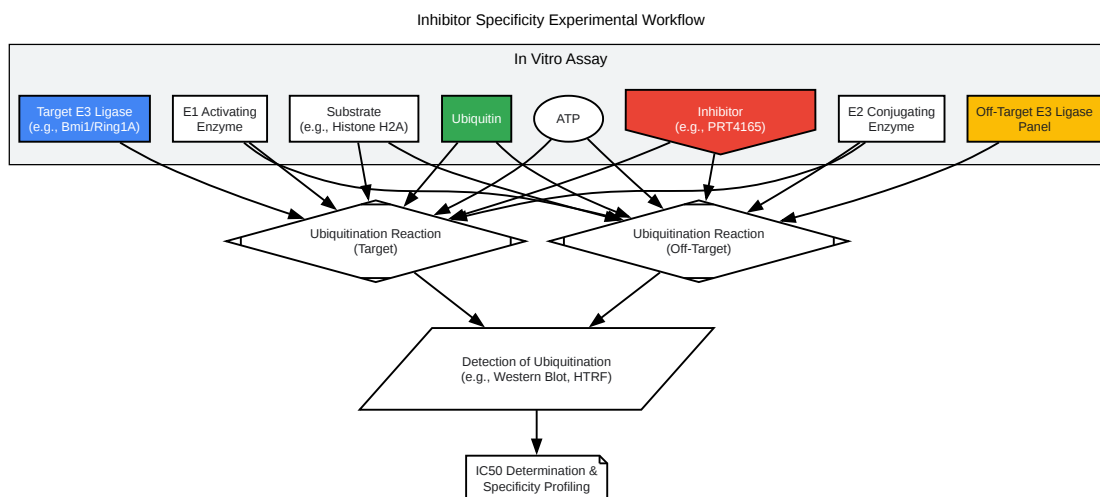 Inhibitor Specificity Experimental Workflow
In Vitro Assay
Target E3 Ligase
(e.g., Bmi1/Ring1A)
E1 Activating
Enzyme
Substrate
(e.g., Histone H2A)
Ubiquitin
ATP
Inhibitor
(e.g., PRT4165)
E2 Conjugating
Enzyme
Off-Target E3 Ligase
Panel
Ubiquitination Reaction
(Target)
Ubiquitination Reaction
(Off-Target)
Detection of Ubiquitination
(e.g., Western Blot, HTRF)
IC50 Determination &
Specificity Profiling